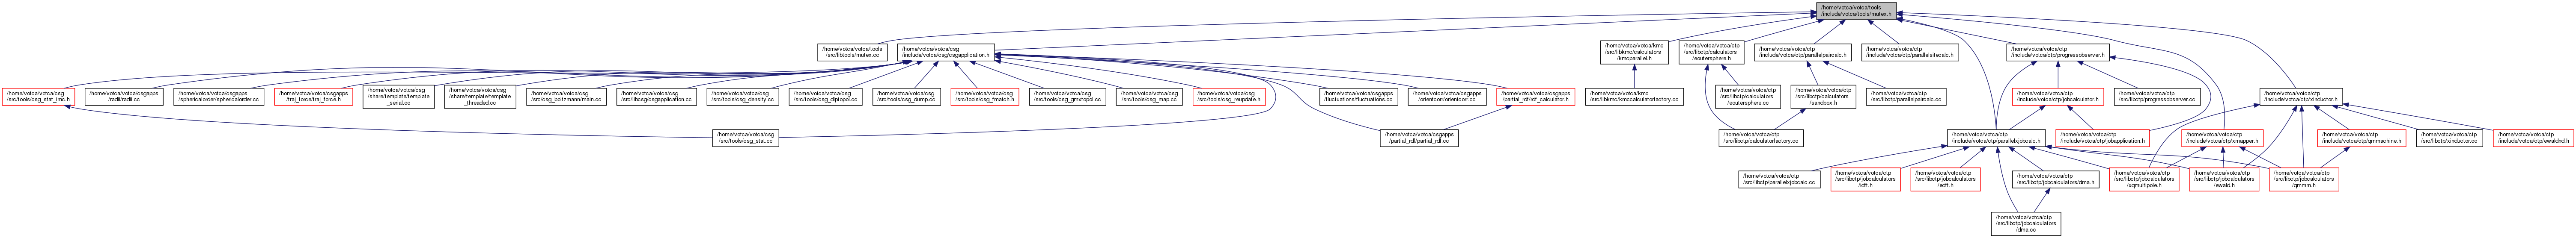 /home/votca/votca/tools
/include/votca/tools/mutex.h
/home/votca/votca/tools
/src/libtools/mutex.cc
/home/votca/votca/csg
/include/votca/csg/csgapplication.h
/home/votca/votca/kmc
/src/libkmc/calculators
/kmcparallel.h
/home/votca/votca/ctp
/src/libctp/calculators
/eoutersphere.h
/home/votca/votca/ctp
/include/votca/ctp/parallelpaircalc.h
/home/votca/votca/ctp
/include/votca/ctp/parallelsitecalc.h
/home/votca/votca/ctp
/include/votca/ctp/progressobserver.h
/home/votca/votca/csg
/src/tools/csg_stat_imc.h
/home/votca/votca/csgapps
/radii/radii.cc
/home/votca/votca/csgapps
/sphericalorder/sphericalorder.cc
/home/votca/votca/csgapps
/traj_force/traj_force.h
/home/votca/votca/csg
/share/template/template
_serial.cc
/home/votca/votca/csg
/share/template/template
_threaded.cc
/home/votca/votca/csg
/src/csg_boltzmann/main.cc
/home/votca/votca/csg
/src/libcsg/csgapplication.cc
/home/votca/votca/csg
/src/tools/csg_density.cc
/home/votca/votca/csg
/src/tools/csg_dlptopol.cc
/home/votca/votca/csg
/src/tools/csg_dump.cc
/home/votca/votca/csg
/src/tools/csg_fmatch.h
/home/votca/votca/csg
/src/tools/csg_gmxtopol.cc
/home/votca/votca/csg
/src/tools/csg_map.cc
/home/votca/votca/csg
/src/tools/csg_reupdate.h
/home/votca/votca/csgapps
/fluctuations/fluctuations.cc
/home/votca/votca/csgapps
/orientcorr/orientcorr.cc
/home/votca/votca/csgapps
/partial_rdf/rdf_calculator.h
/home/votca/votca/kmc
/src/libkmc/kmccalculatorfactory.cc
/home/votca/votca/ctp
/src/libctp/calculators
/eoutersphere.cc
/home/votca/votca/ctp
/src/libctp/calculators
/sandbox.h
/home/votca/votca/ctp
/src/libctp/parallelpaircalc.cc
/home/votca/votca/ctp
/include/votca/ctp/jobcalculator.h
/home/votca/votca/ctp
/src/libctp/progressobserver.cc
/home/votca/votca/ctp
/include/votca/ctp/xinductor.h
/home/votca/votca/csg
/src/tools/csg_stat.cc
/home/votca/votca/csgapps
/partial_rdf/partial_rdf.cc
/home/votca/votca/ctp
/src/libctp/calculatorfactory.cc
/home/votca/votca/ctp
/include/votca/ctp/parallelxjobcalc.h
/home/votca/votca/ctp
/include/votca/ctp/jobapplication.h
/home/votca/votca/ctp
/include/votca/ctp/xmapper.h
/home/votca/votca/ctp
/include/votca/ctp/qmmachine.h
/home/votca/votca/ctp
/src/libctp/xinductor.cc
/home/votca/votca/ctp
/include/votca/ctp/ewaldnd.h
/home/votca/votca/ctp
/src/libctp/parallelxjobcalc.cc
/home/votca/votca/ctp
/src/libctp/jobcalculators
/idft.h
/home/votca/votca/ctp
/src/libctp/jobcalculators
/edft.h
/home/votca/votca/ctp
/src/libctp/jobcalculators/dma.h
/home/votca/votca/ctp
/src/libctp/jobcalculators
/xqmultipole.h
/home/votca/votca/ctp
/src/libctp/jobcalculators
/ewald.h
/home/votca/votca/ctp
/src/libctp/jobcalculators
/qmmm.h
/home/votca/votca/ctp
/src/libctp/jobcalculators
/dma.cc